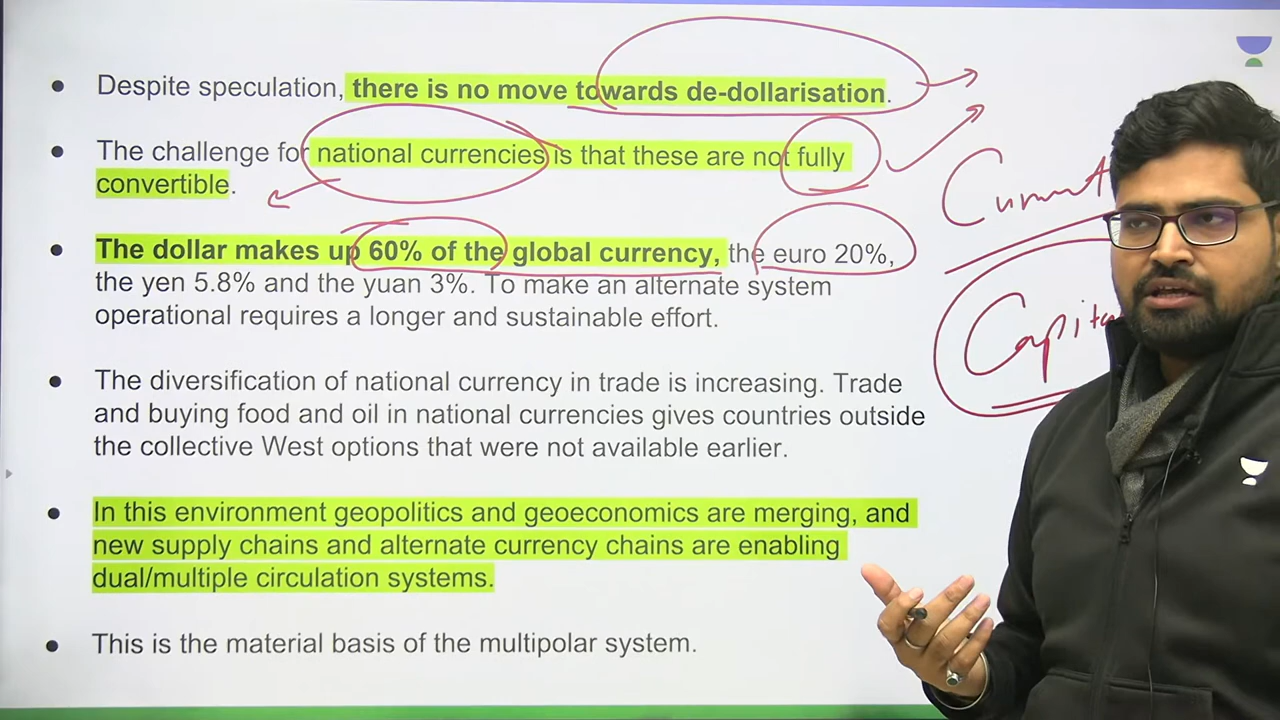 Despite speculation, there is no move towards de-dollarisation.
The challenge for national currencies is that these are not fully
convertible.
The dollar makes up 60% of the global currency, the euro 20%,
the yen 5.8% and the yuan 3%. To make an alternate system
operational requires a longer and sustainable effort.
The diversification of national currency in trade is increasing. Trade
and buying food and oil in national currencies gives countries outside
the collective West options that were not available earlier.
In this environment geopolitics and geoeconomics are merging, and
new supply chains and alternate currency chains are enabling
dual/multiple circulation systems.
This is the material basis of the multipolar system.